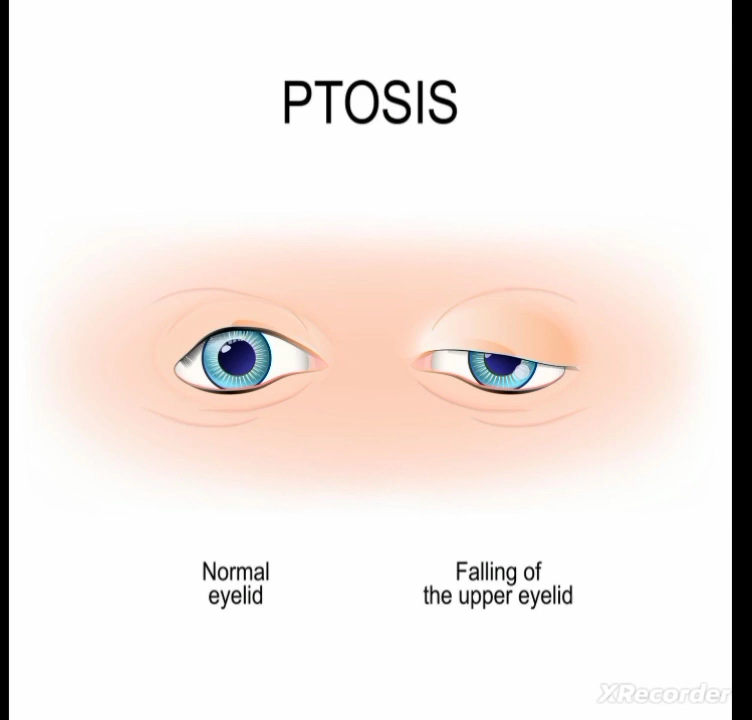 PTOSIS
Normal
eyelid
Falling of
the upper eyelid
XRecorder